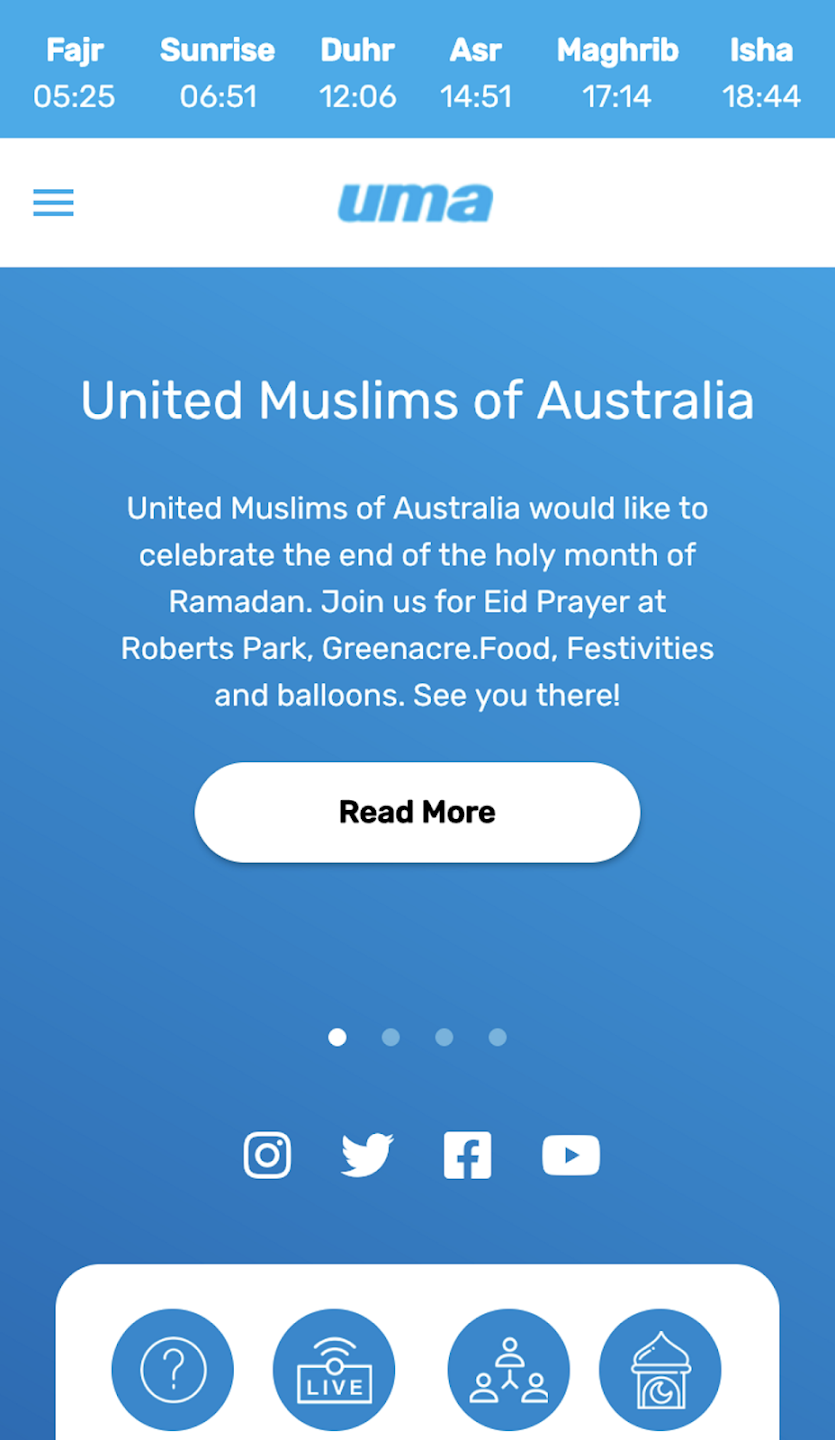 Fajr Sunrise Duhr Asr Maghrib Isha
05:25 06:51 12:06 14:51 17:14 18:44
uma
United Muslims of Australia
United Muslims of Australia would like to
celebrate the end of the holy month of
Ramadan. Join us for Eid Prayer at
Roberts Park, Greenacre.Food, Festivities
and balloons. See you there!
Read More
?
LIVE